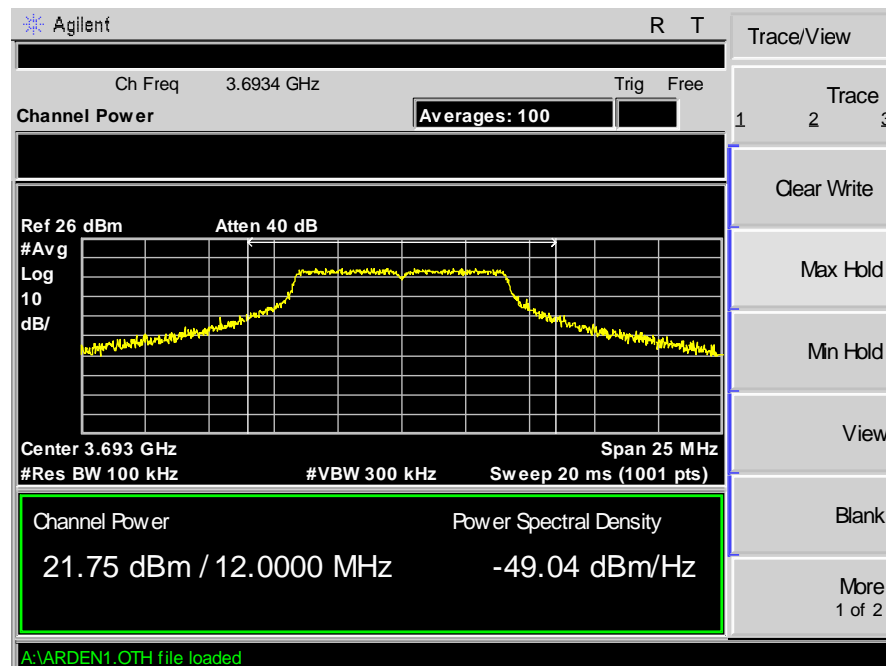 Agilent R T
Trace/View
Ch Freq 3.6934 GHz Trig Free
Channel Power Averages: 100
Trace
1 2 3
Clear Write
Ref 26 dBm Atten 40 dB
#Avg
Log
10
dB/
Max Hold
Min Hold
Center 3.693 GHz Span 25 MHz
#Res BW 100 kHz #VBW 300 kHz Sweep 20 ms (1001 pts)
View
Channel Power Power Spectral Density
21.75 dBm / 12.0000 MHz -49.04 dBm/Hz
Blank
More
1 of 2
A:\ARDEN1.OTH file loaded